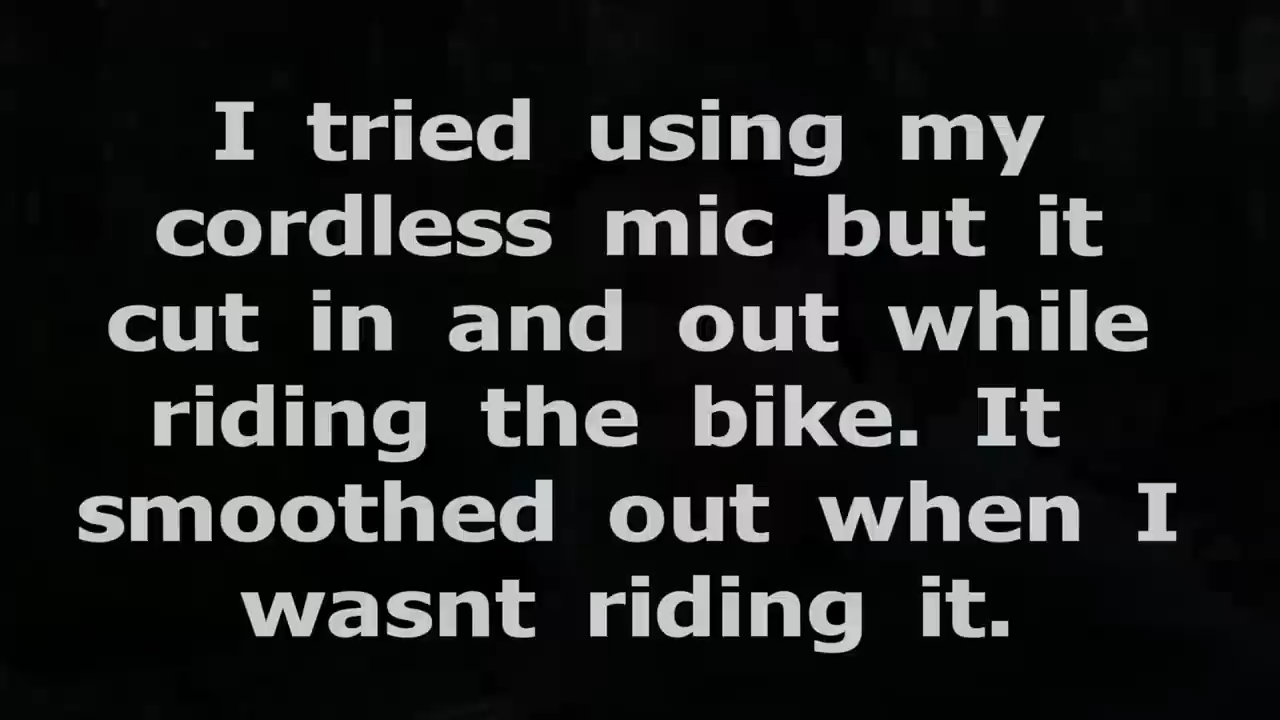 I tried using my
cordless mic but it
cut in and out while
riding the bike. It
smoothed out when I
wasnt riding it.